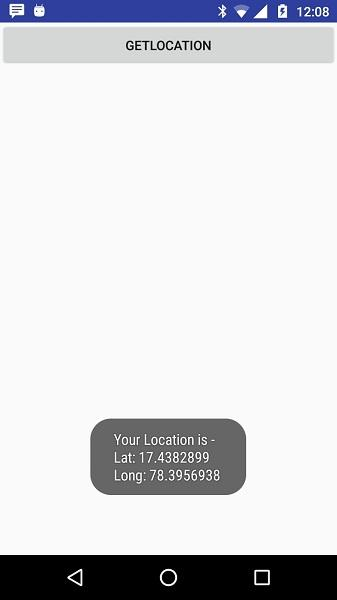 12:08
GETLOCATION
Your Location is -
Lat: 17.4382899
Long: 78.3956938